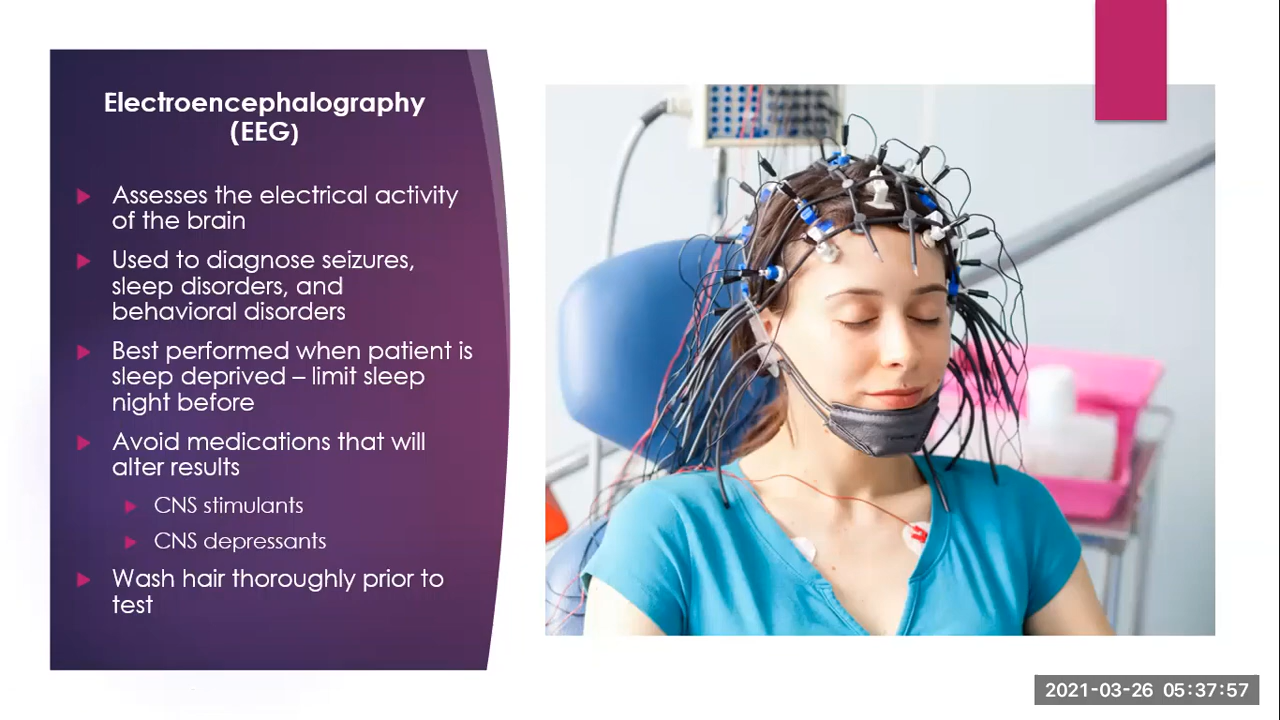 Electroencephalography
(EEG)
Assesses the electrical activity
of the brain
Used to diagnose seizures,
sleep disorders, and
behavioral disorders
Best performed when patient is
sleep deprived – limit sleep
night before
Avoid medications that will
alter results
CNS stimulants
CNS depressants
Wash hair thoroughly prior to
test
2021-03-26 05:37:57